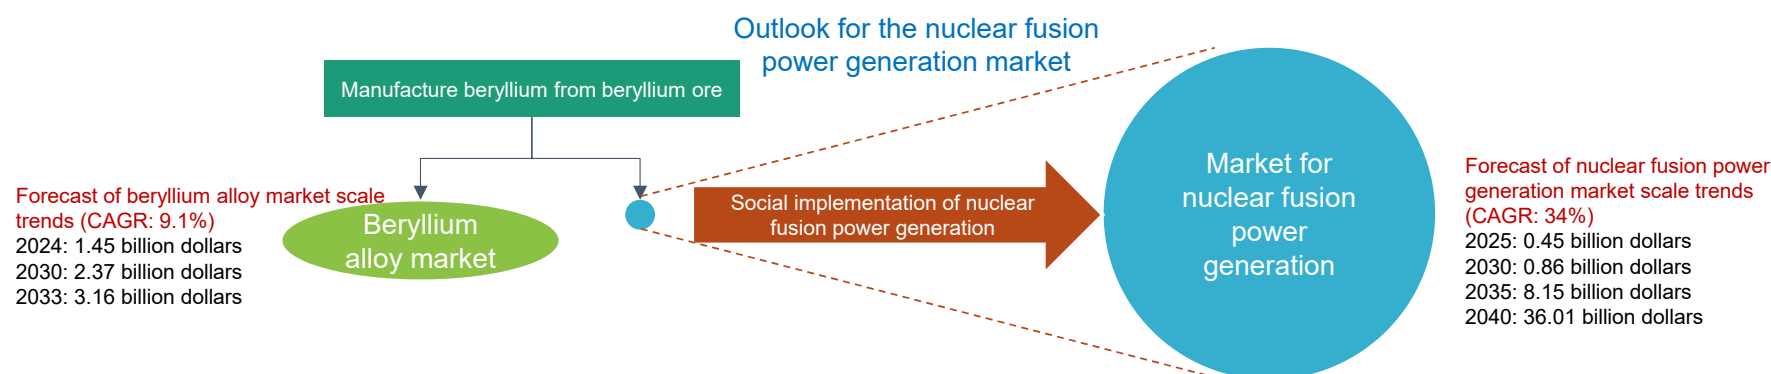 Outlook for the nuclear fusion
power generation market
Manufacture beryllium from beryllium ore
Forecast of beryllium alloy market scale
trends (CAGR: 9.1%)
2024: 1.45 billion dollars
2030: 2.37 billion dollars
2033: 3.16 billion dollars
Beryllium
alloy market
Social implementation of nuclear
fusion power generation
Market for
nuclear fusion
power
generation
Forecast of nuclear fusion power
generation market scale trends
(CAGR: 34%)
2025: 0.45 billion dollars
2030: 0.86 billion dollars
2035: 8.15 billion dollars
2040: 36.01 billion dollars